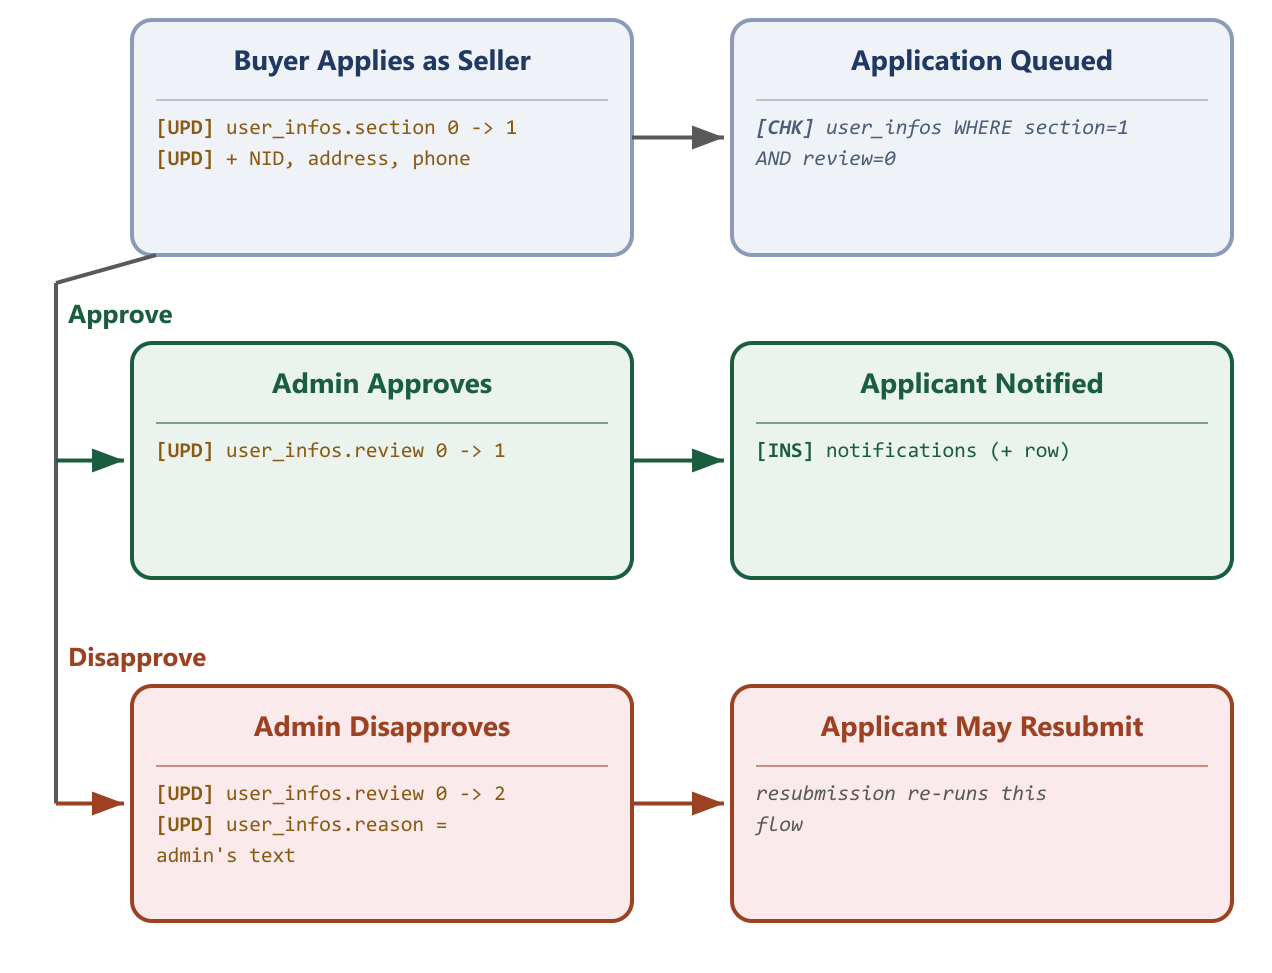 Buyer Applies as Seller
[UPD] user_infos.section 0 -> 1
[UPD] + NID, address, phone
Application Queued
[CHK] user_infos WHERE section=1
AND review=0
Approve
Admin Approves
[UPD] user_infos.review 0 -> 1
Applicant Notified
[INS] notifications (+ row)
Disapprove
Admin Disapproves
[UPD] user_infos.review 0 -> 2
[UPD] user_infos.reason =
admin's text
Applicant May Resubmit
resubmission re-runs this
flow